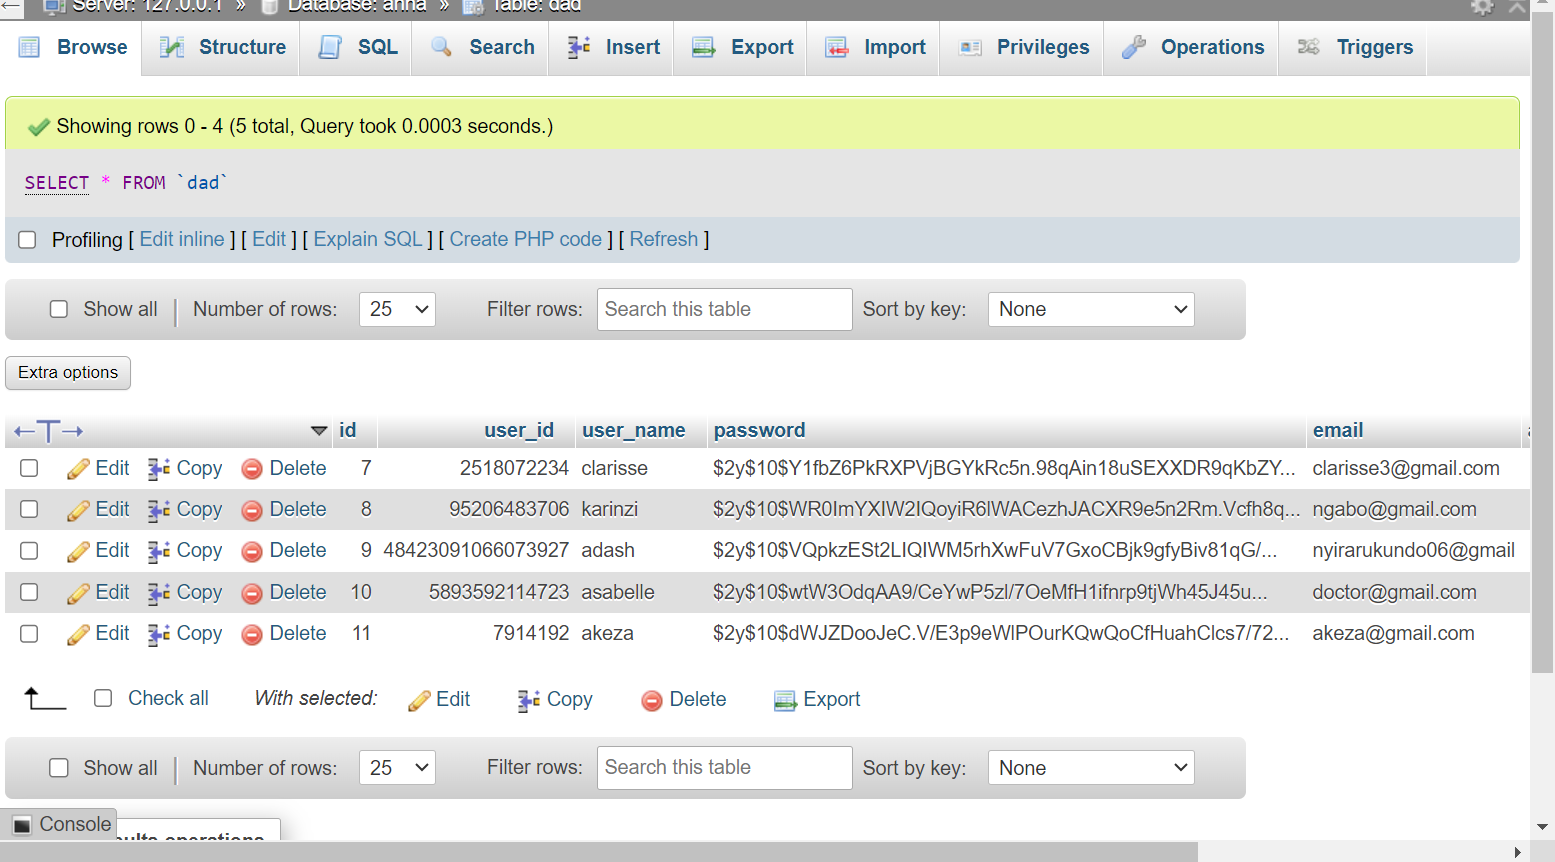 Server: 127.0.0.1 » Database: anna » Table: dad
Browse Structure SQL Search Insert Export Import Privileges Operations Triggers
Showing rows 0 - 4 (5 total, Query took 0.0003 seconds.)
SELECT * FROM `dad`
Profiling [ Edit inline ] [ Edit ] [ Explain SQL ] [ Create PHP code ] [ Refresh ]
Show all Number of rows: 25 Filter rows: Search this table Sort by key: None
Extra options
id user_id user_name password email
Edit Copy Delete 7 2518072234 clarisse $2y$10$Y1fbZ6PkRXPVjBGYkRc5n.98qAin18uSEXXDR9qKbZY... clarisse3@gmail.com
Edit Copy Delete 8 95206483706 karinzi $2y$10$WR0ImYXIW2IQoyiR6lWACezhJACXR9e5n2Rm.Vcfh8q... ngabo@gmail.com
Edit Copy Delete 9 48423091066073927 adash $2y$10$VQpkzESt2LIQIWM5rhXwFuV7GxoCBjk9gfyBiv81qG/... nyirarukundo06@gmail
Edit Copy Delete 10 5893592114723 asabelle $2y$10$wtW3OdqAA9/CeYwP5zl/7OeMfH1ifnrp9tjWh45J45u... doctor@gmail.com
Edit Copy Delete 11 7914192 akeza $2y$10$dWJZDooJeC.V/E3p9eWlPOurKQwQoCfHuahClcs7/72... akeza@gmail.com
Check all With selected: Edit Copy Delete Export
Show all Number of rows: 25 Filter rows: Search this table Sort by key: None
Console
operations